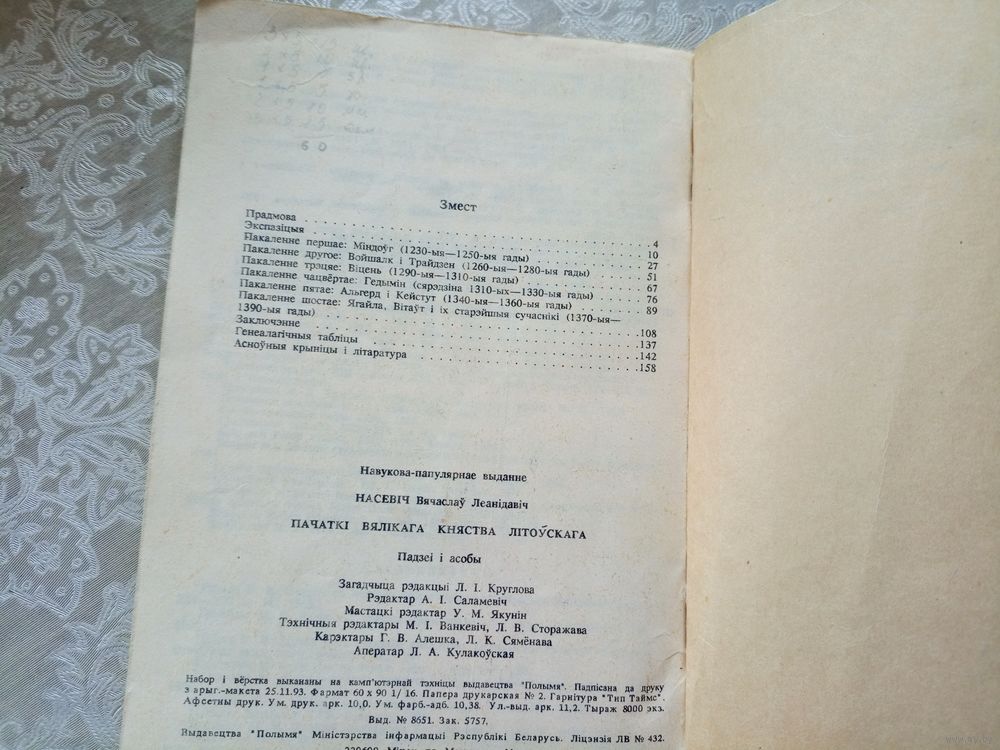 6 0
Змест
Прадмова . . . 4
Экспазіцыя . . . 10
Пакаленне першае: Міндоўг (1230-ыя—1250-ыя гады) . . . 27
Пакаленне другое: Войшалк і Трайдзен (1260-ыя—1280-ыя гады) . . . 51
Пакаленне трэцяе: Віцень (1290-ыя—1310-ыя гады) . . . 67
Пакаленне чацвёртае: Гедымін (сярэдзіна 1310-ых—1330-ыя гады) . . . 76
Пакаленне пятае: Альгерд і Кейстут (1340-ыя—1360-ыя гады) . . . 89
Пакаленне шостае: Ягайла, Вітаўт і іх старэйшыя сучаснікі (1370-ыя—
1390-ыя гады) . . . 108
Заключэнне . . . 137
Генеалагічныя табліцы . . . 142
Асноўныя крыніцы і літаратура . . . 158
Навукова-папулярнае выданне
НАСЕВІЧ Вячаслаў Леанідавіч
ПАЧАТКІ ВЯЛІКАГА КНЯСТВА ЛІТОЎСКАГА
Падзеі і асобы
Загадчыца рэдакцыі Л. І. Круглова
Рэдактар А. І. Саламевіч
Мастацкі рэдактар У. М. Якунін
Тэхнічныя рэдактары М. І. Ванкевіч, Л. В. Сторажава
Карэктары Г. В. Алешка, Л. К. Сямёнава
Аператар Л. А. Кулакоўская
Набор і вёрстка выкананы на камп'ютэрнай тэхніцы выдавецтва "Полымя". Падпісана да друку
з арыг.-макета 25.11.93. Фармат 60 х 90 1/ 16. Папера друкарская № 2. Гарнітура "Тип Таймс".
Афсетны друк. Ум. друк. арк. 10,0. Ум. фарб.-адб. 10,38. Ул.-выд. арк. 11,2. Тыраж 8000 экз.
Выд. № 8651. Зак. 5757.
Выдавецтва "Полымя" Міністэрства інфармацыі Рэспублікі Беларусь. Ліцэнзія ЛВ № 432.